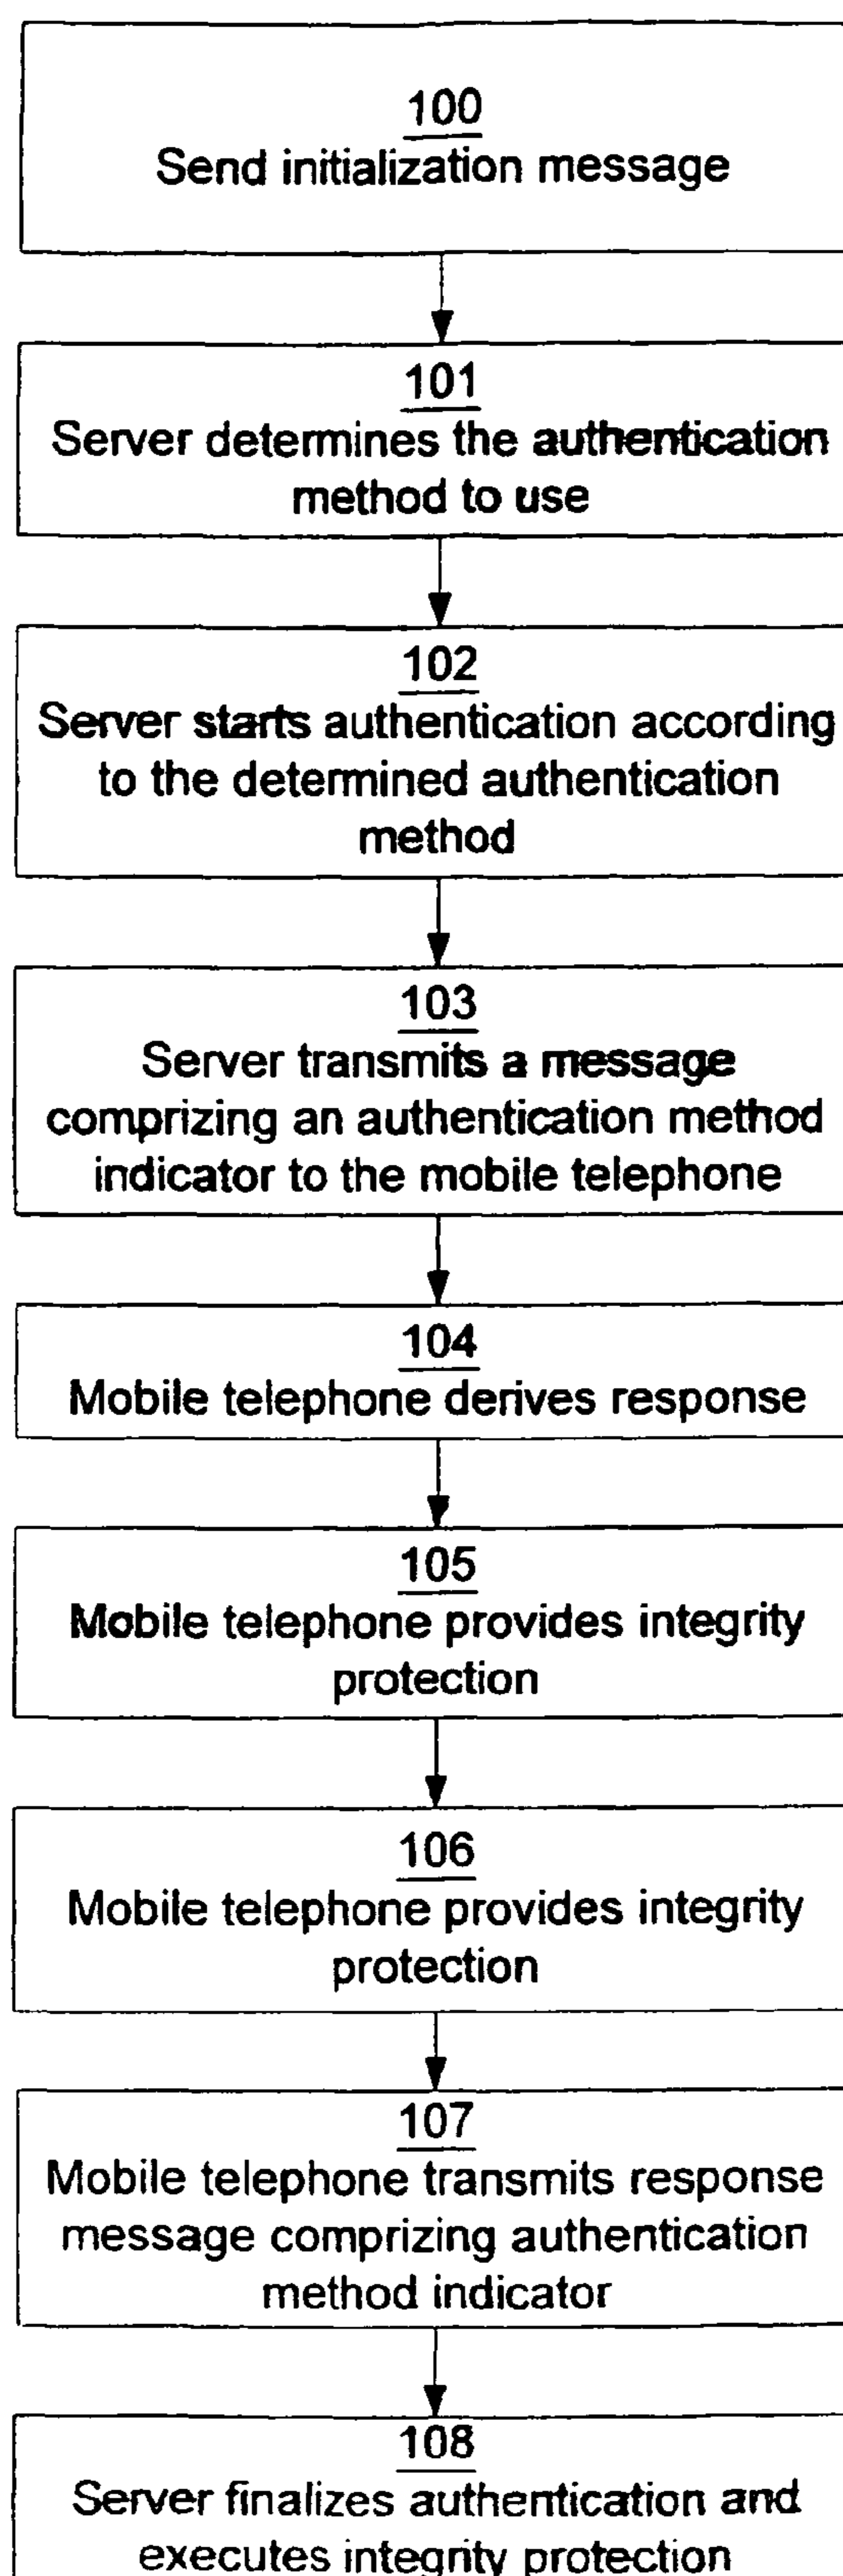 100
Send initialization message
101
Server determines the authentication
method to use
102
Server starts authentication according
to the determined authentication
method
103
Server transmits a message
comprizing an authentication method
indicator to the mobile telephone
104
Mobile telephone derives response
105
Mobile telephone provides integrity
protection
106
Mobile telephone provides integrity
protection
107
Mobile telephone transmits response
message comprizing authentication
method indicator
108
Server finalizes authentication and
executes integrity protection